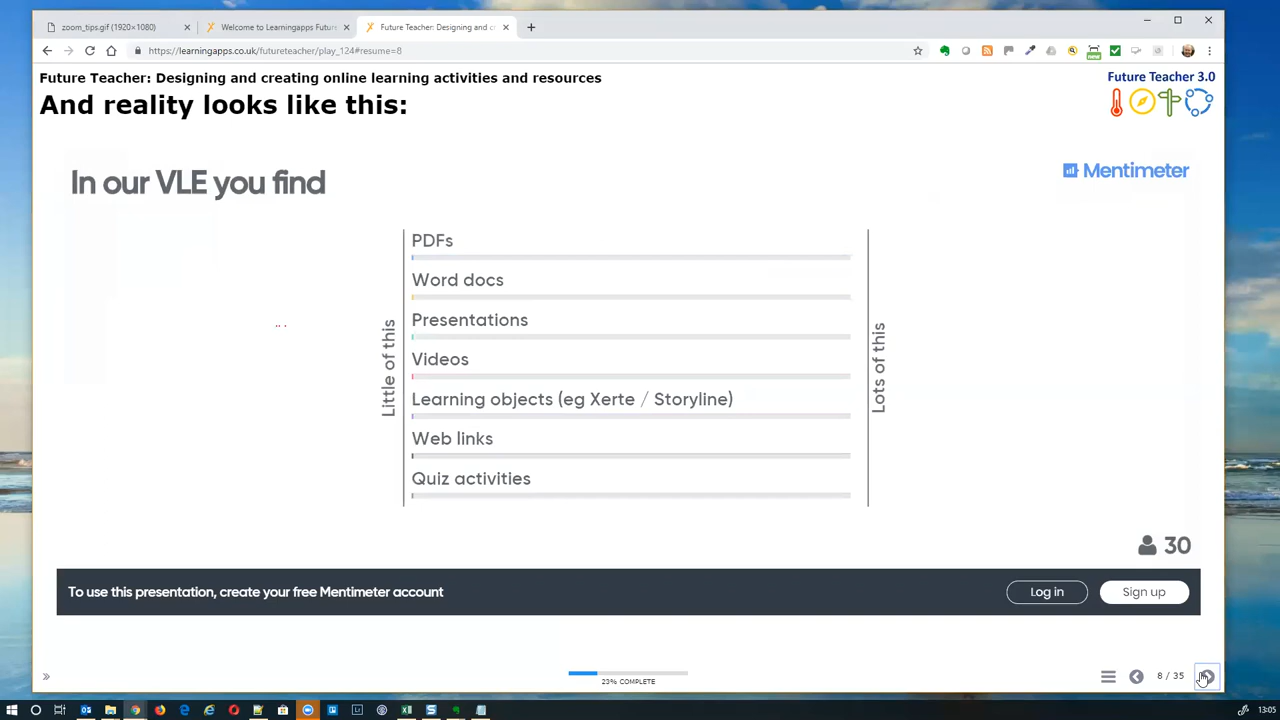 zoom_tips.gif (1920×1080)
Welcome to Learningapps Futur
Future Teacher: Designing and cr
https://learningapps.co.uk/futureteacher/play_124#resume=8
new
Future Teacher: Designing and creating online learning activities and resources
Future Teacher 3.0
And reality looks like this:
In our VLE you find
Mentimeter
PDFs
Word docs
Presentations
Videos
Learning objects (eg Xerte / Storyline)
Web links
Quiz activities
Little of this
Lots of this
30
To use this presentation, create your free Mentimeter account
Log in
Sign up
23% COMPLETE
8 / 35
13:05